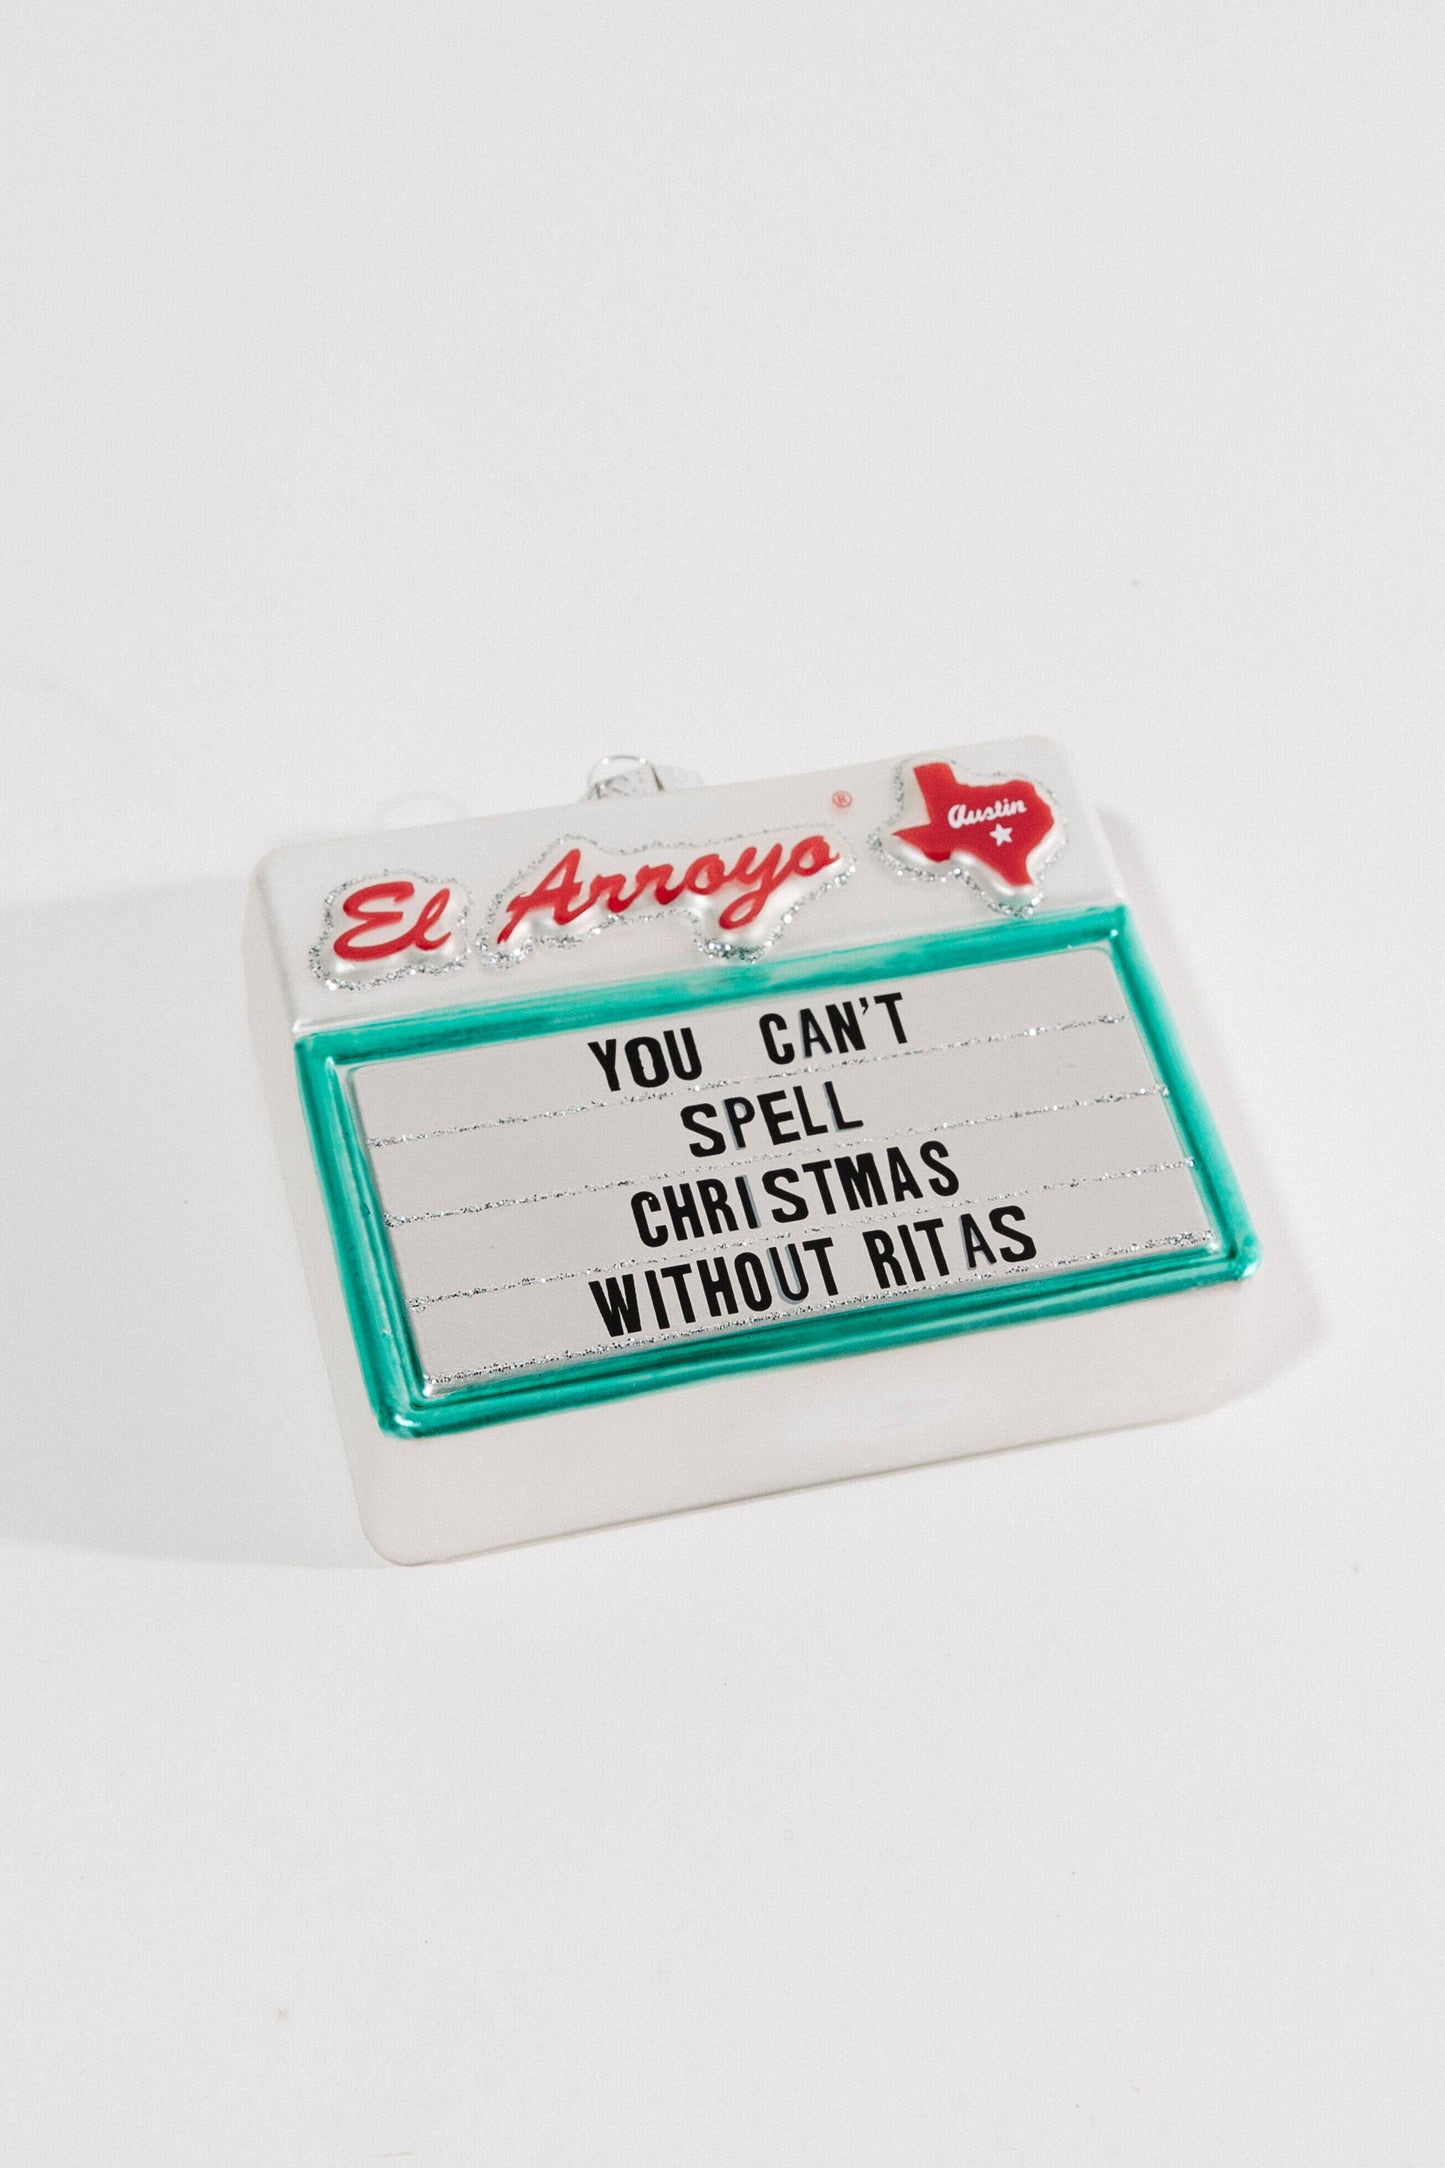 El Arroyo ®
Austin
YOU CAN'T
SPELL
CHRISTMAS
WITHOUT RITAS